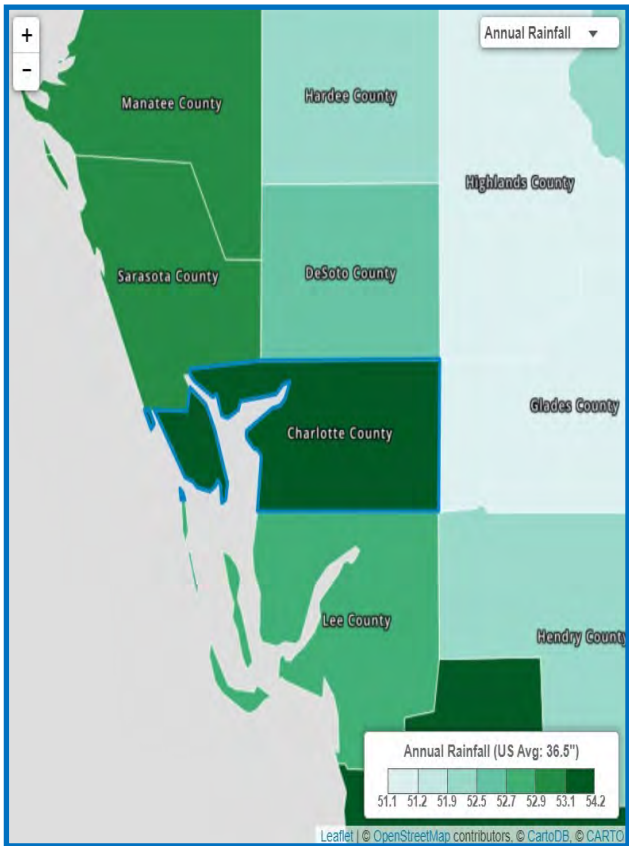 +
Annual Rainfall ▼
-
Manatee County
Hardee County
Highlands County
Sarasota County
DeSoto County
Glades County
Charlotte County
Lee County
Hendry County
Annual Rainfall (US Avg: 36.5")
51.1 51.2 51.9 52.5 52.7 52.9 53.1 54.2
Leaflet | © OpenStreetMap contributors, © CartoDB, © CARTO